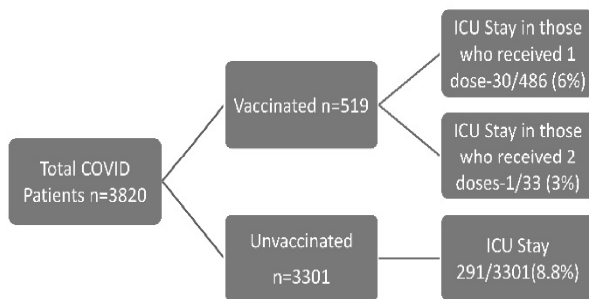 Total COVID
Patients n=3820
Vaccinated n=519
Unvaccinated
n=3301
ICU Stay in those
who received 1
dose-30/486 (6%)
ICU Stay in those
who received 2
doses-1/33 (3%)
ICU Stay
291/3301(8.8%)